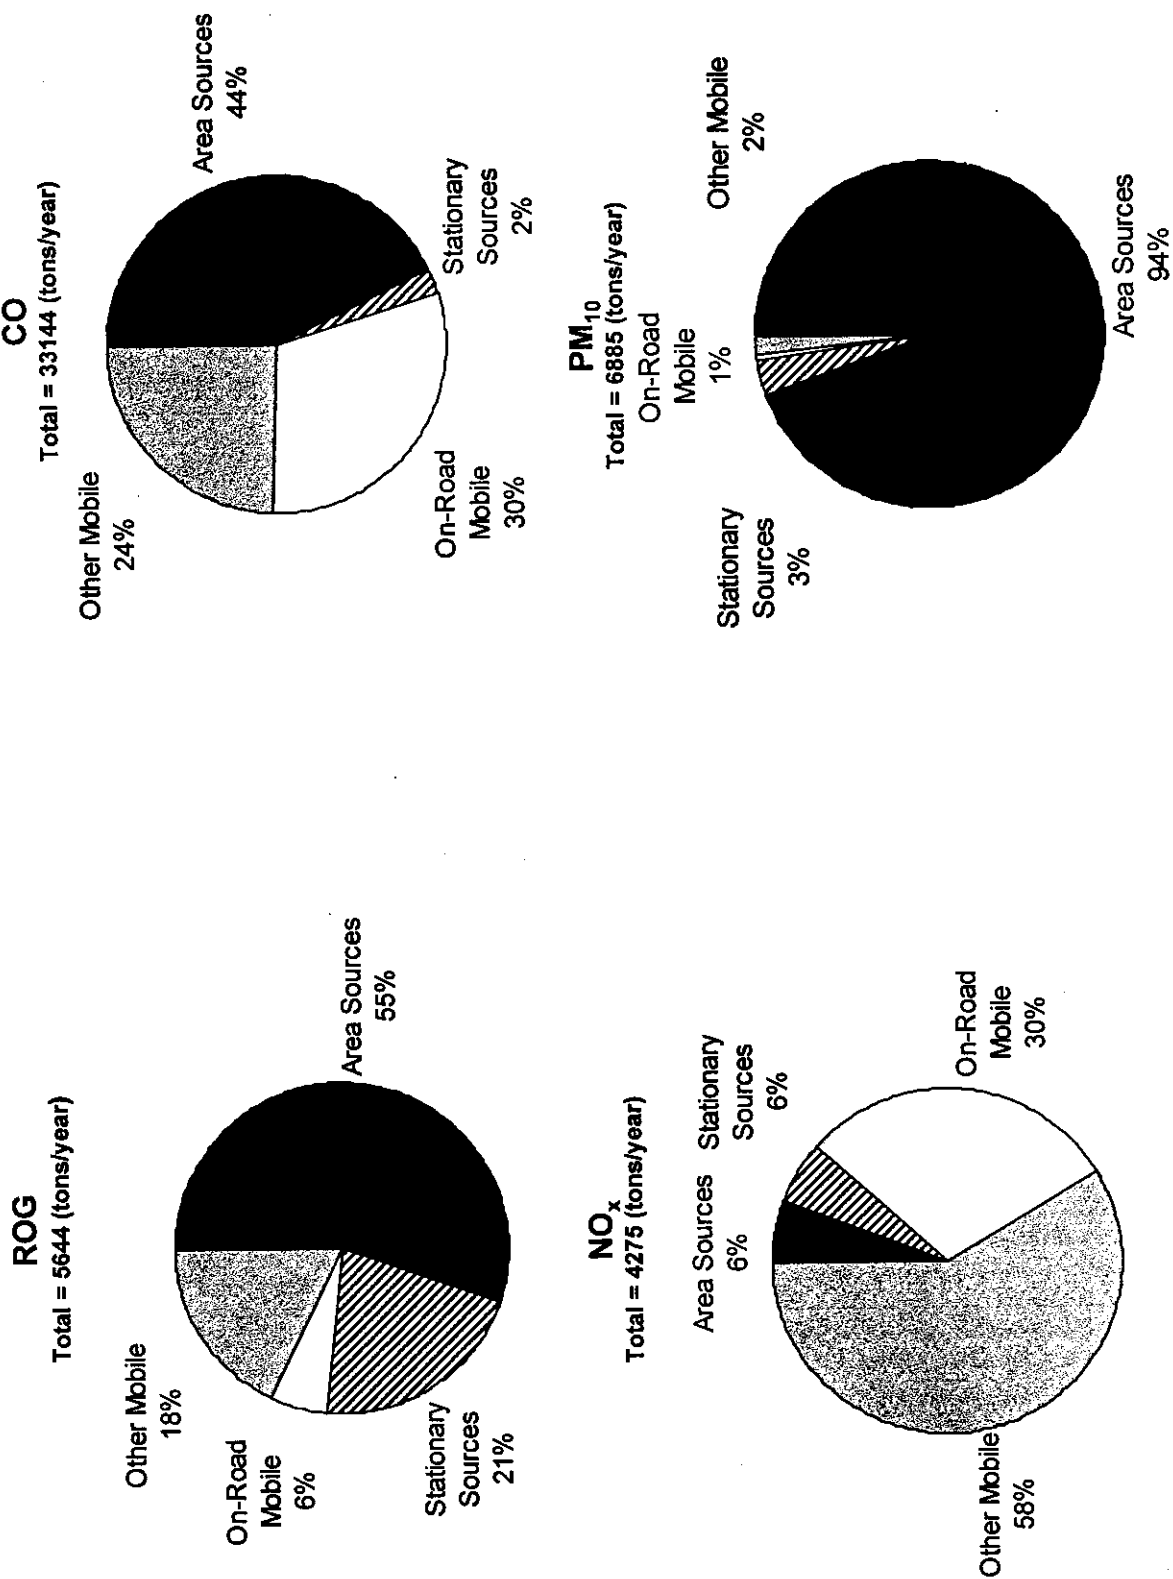 ROG
Total = 5644 (tons/year)
Other Mobile
18%
On-Road
Mobile
6%
Stationary
Sources
21%
Area Sources
55%
CO
Total = 33144 (tons/year)
Other Mobile
24%
Area Sources
44%
Stationary
Sources
2%
On-Road
Mobile
30%
NOx
Total = 4275 (tons/year)
Area Sources
6%
Stationary
Sources
6%
On-Road
Mobile
30%
Other Mobile
58%
PM10
Total = 6885 (tons/year)
On-Road
Mobile
1%
Other Mobile
2%
Stationary
Sources
3%
Area Sources
94%